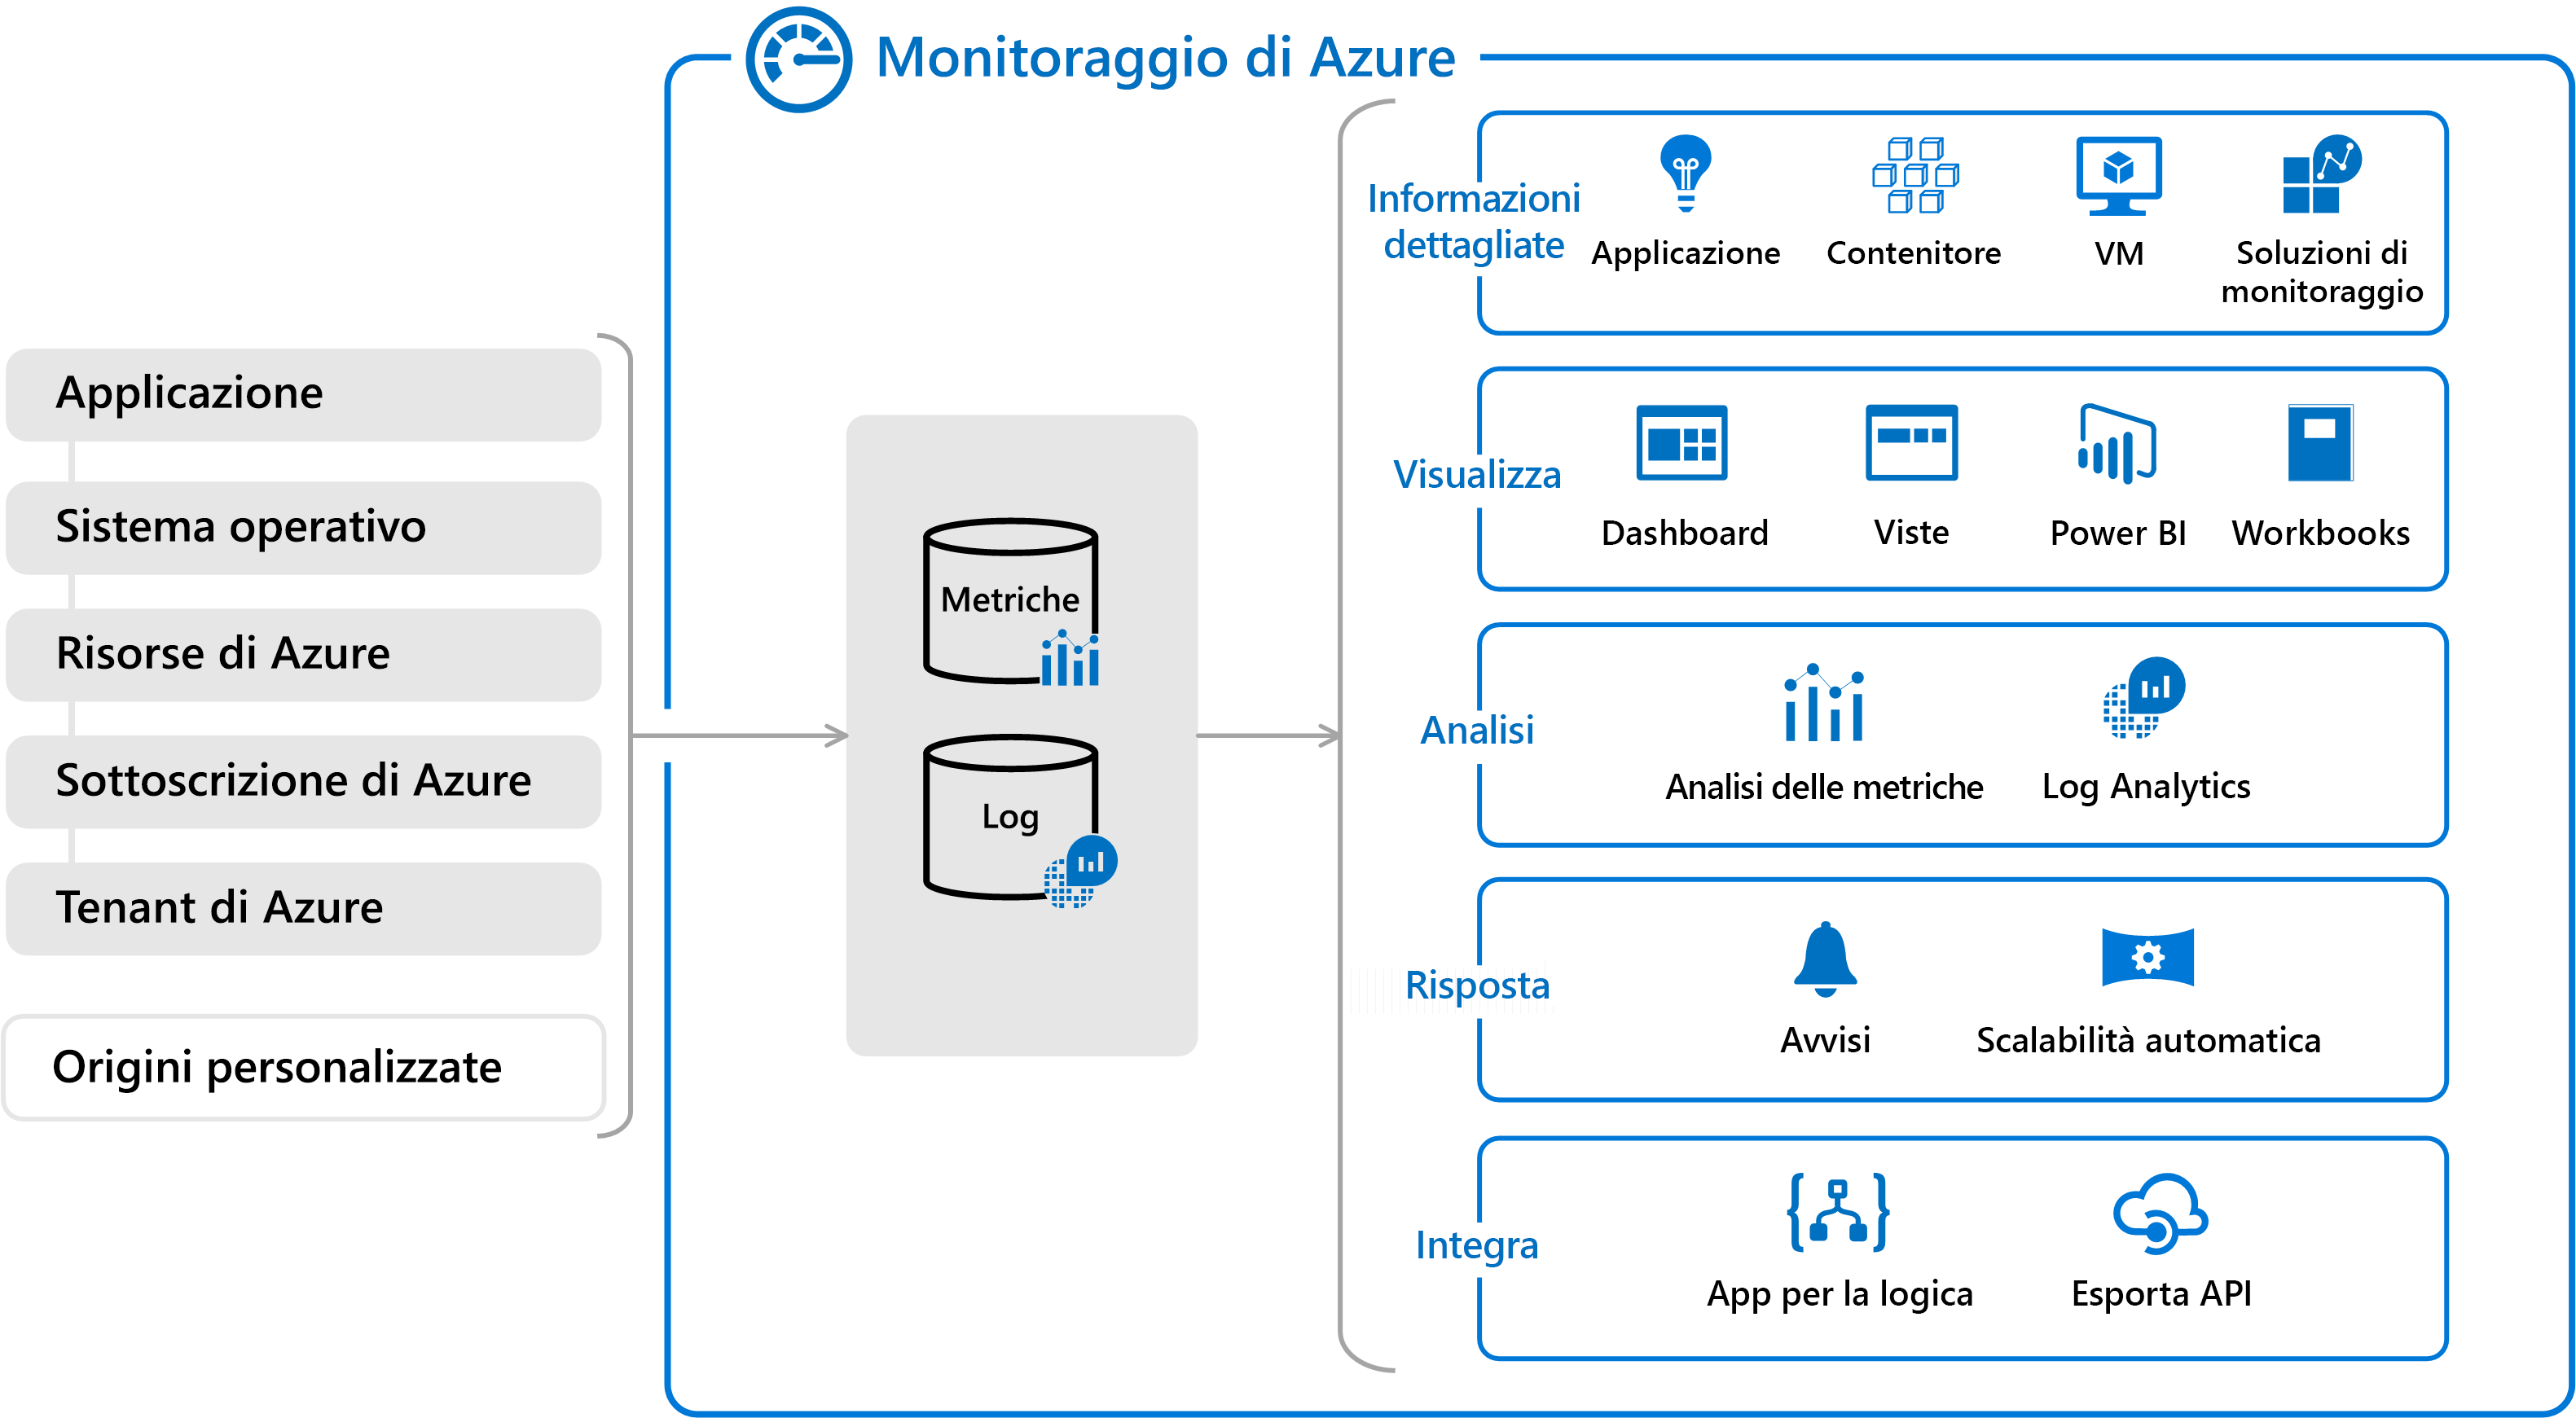 Monitoraggio di Azure
Applicazione
Sistema operativo
Risorse di Azure
Sottoscrizione di Azure
Tenant di Azure
Origini personalizzate
Metriche
Log
Informazioni
dettagliate
Applicazione
Contenitore
VM
Soluzioni di
monitoraggio
Visualizza
Dashboard
Viste
Power BI
Workbooks
Analisi
Analisi delle metriche
Log Analytics
Risposta
Avvisi
Scalabilità automatica
Integra
App per la logica
Esporta API